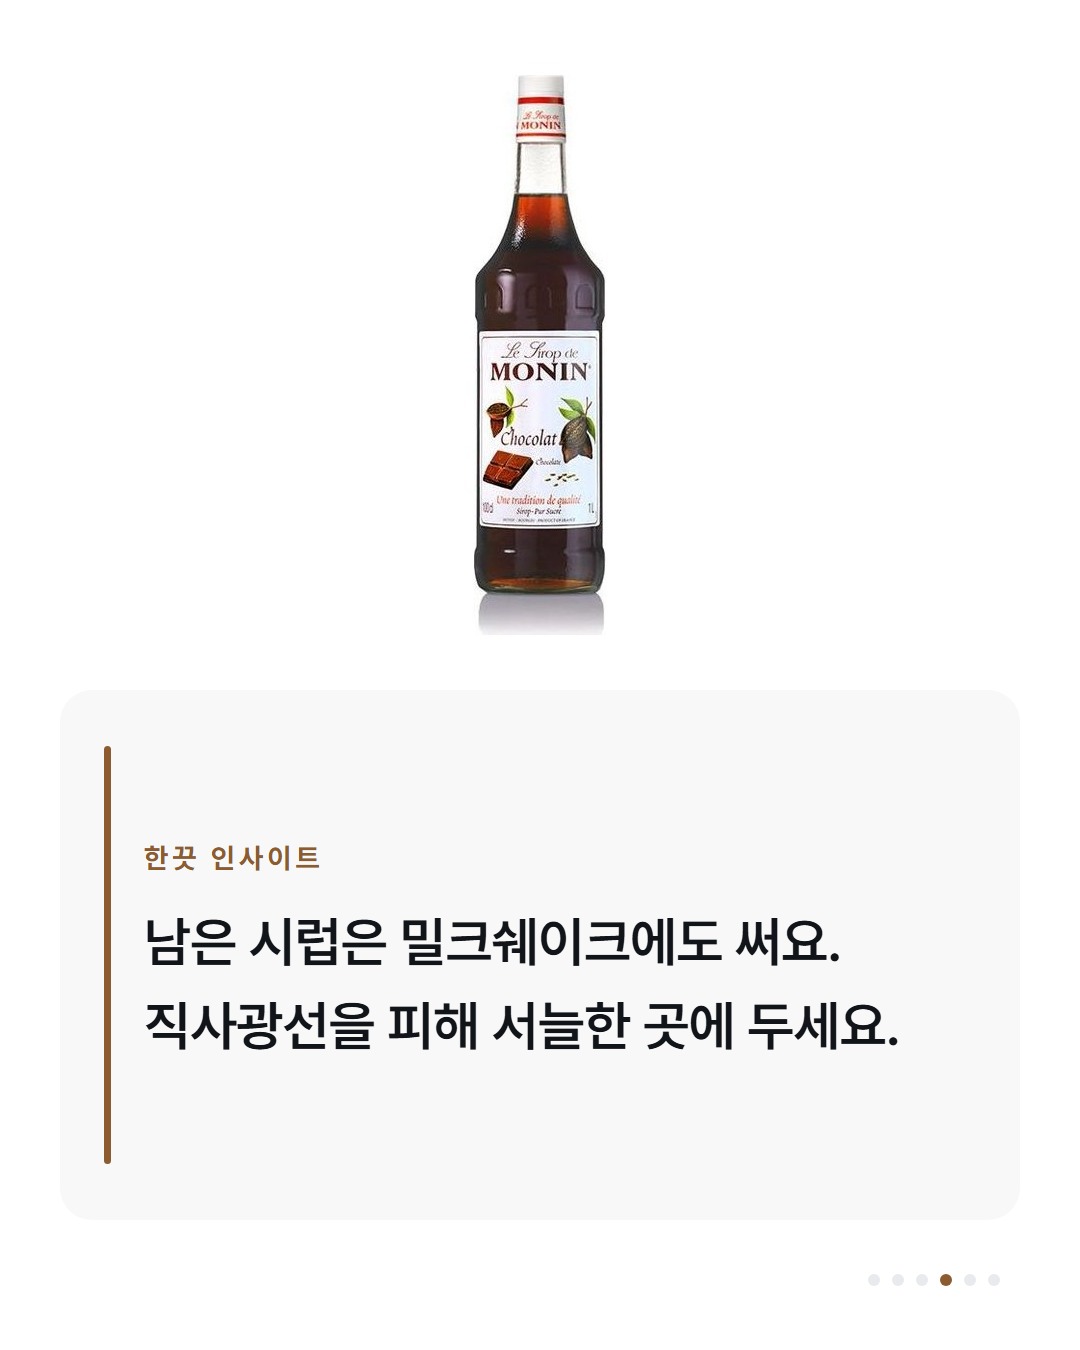 Le Sirop de
MONIN
Le Sirop de
MONIN
Chocolat
Chocolate
Une tradition de qualité
100cl
Sirop-Pur Sucre
1L
한끗 인사이트
남은 시럽은 밀크쉐이크에도 써요.
직사광선을 피해 서늘한 곳에 두세요.